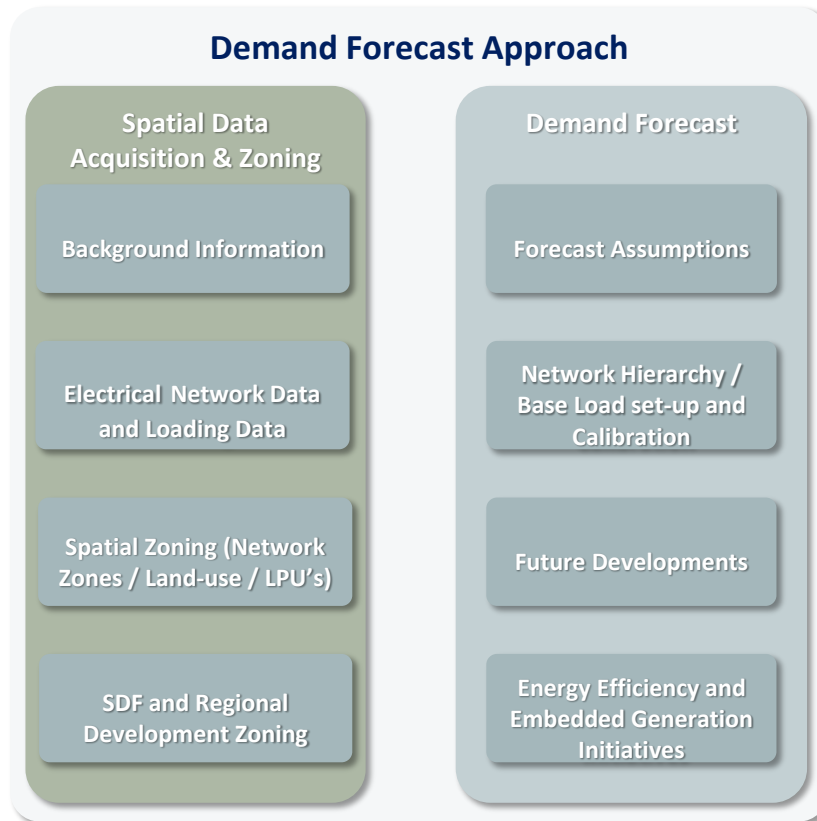 Demand Forecast Approach
Spatial Data
Acquisition & Zoning
Background Information
Electrical Network Data
and Loading Data
Spatial Zoning (Network
Zones / Land-use / LPU's)
SDF and Regional
Development Zoning
Demand Forecast
Forecast Assumptions
Network Hierarchy /
Base Load set-up and
Calibration
Future Developments
Energy Efficiency and
Embedded Generation
Initiatives